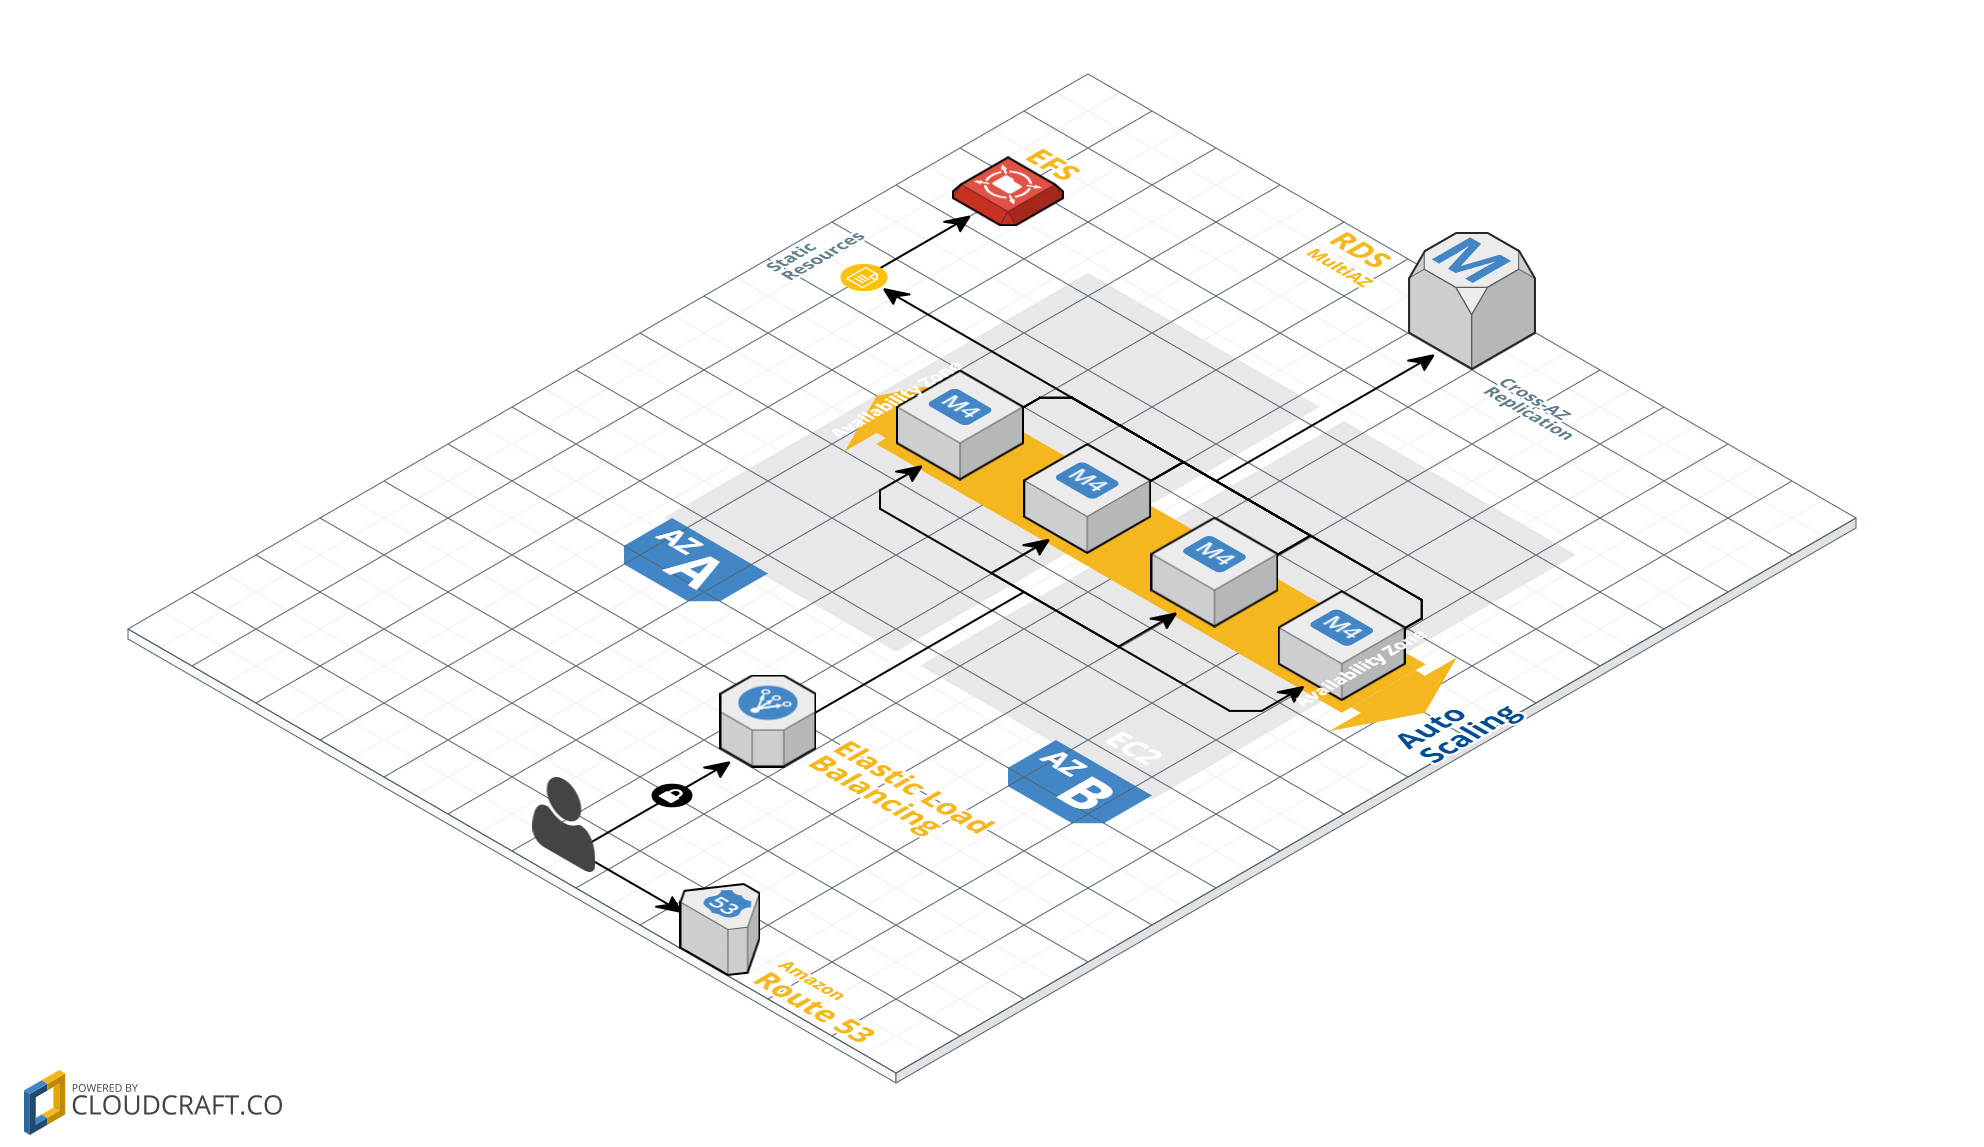 EFS
Static
Resources
RDS
MultiAZ
M
Cross-AZ
Replication
Availability Zone
M4
M4
M4
M4
Availability Zone
AZ
A
Auto
Scaling
EC2
AZ
B
Elastic Load
Balancing
53
Amazon
Route 53
POWERED BY
CLOUDCRAFT.CO